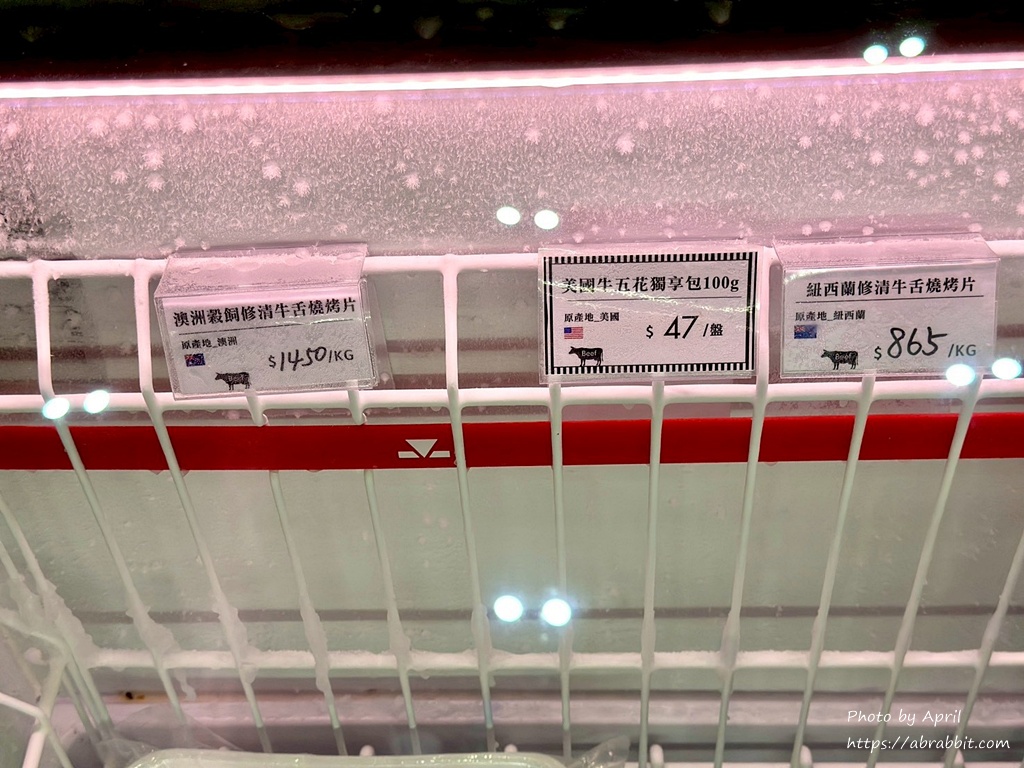 澳洲穀飼修清牛舌燒烤片
原產地_澳洲
Beef
$1450/KG
美國牛五花獨享包100g
原產地_美國
Beef
$ 47 /盤
紐西蘭修清牛舌燒烤片
原產地_紐西蘭
Beef
$865/KG
Photo by April
https://abrabbit.com